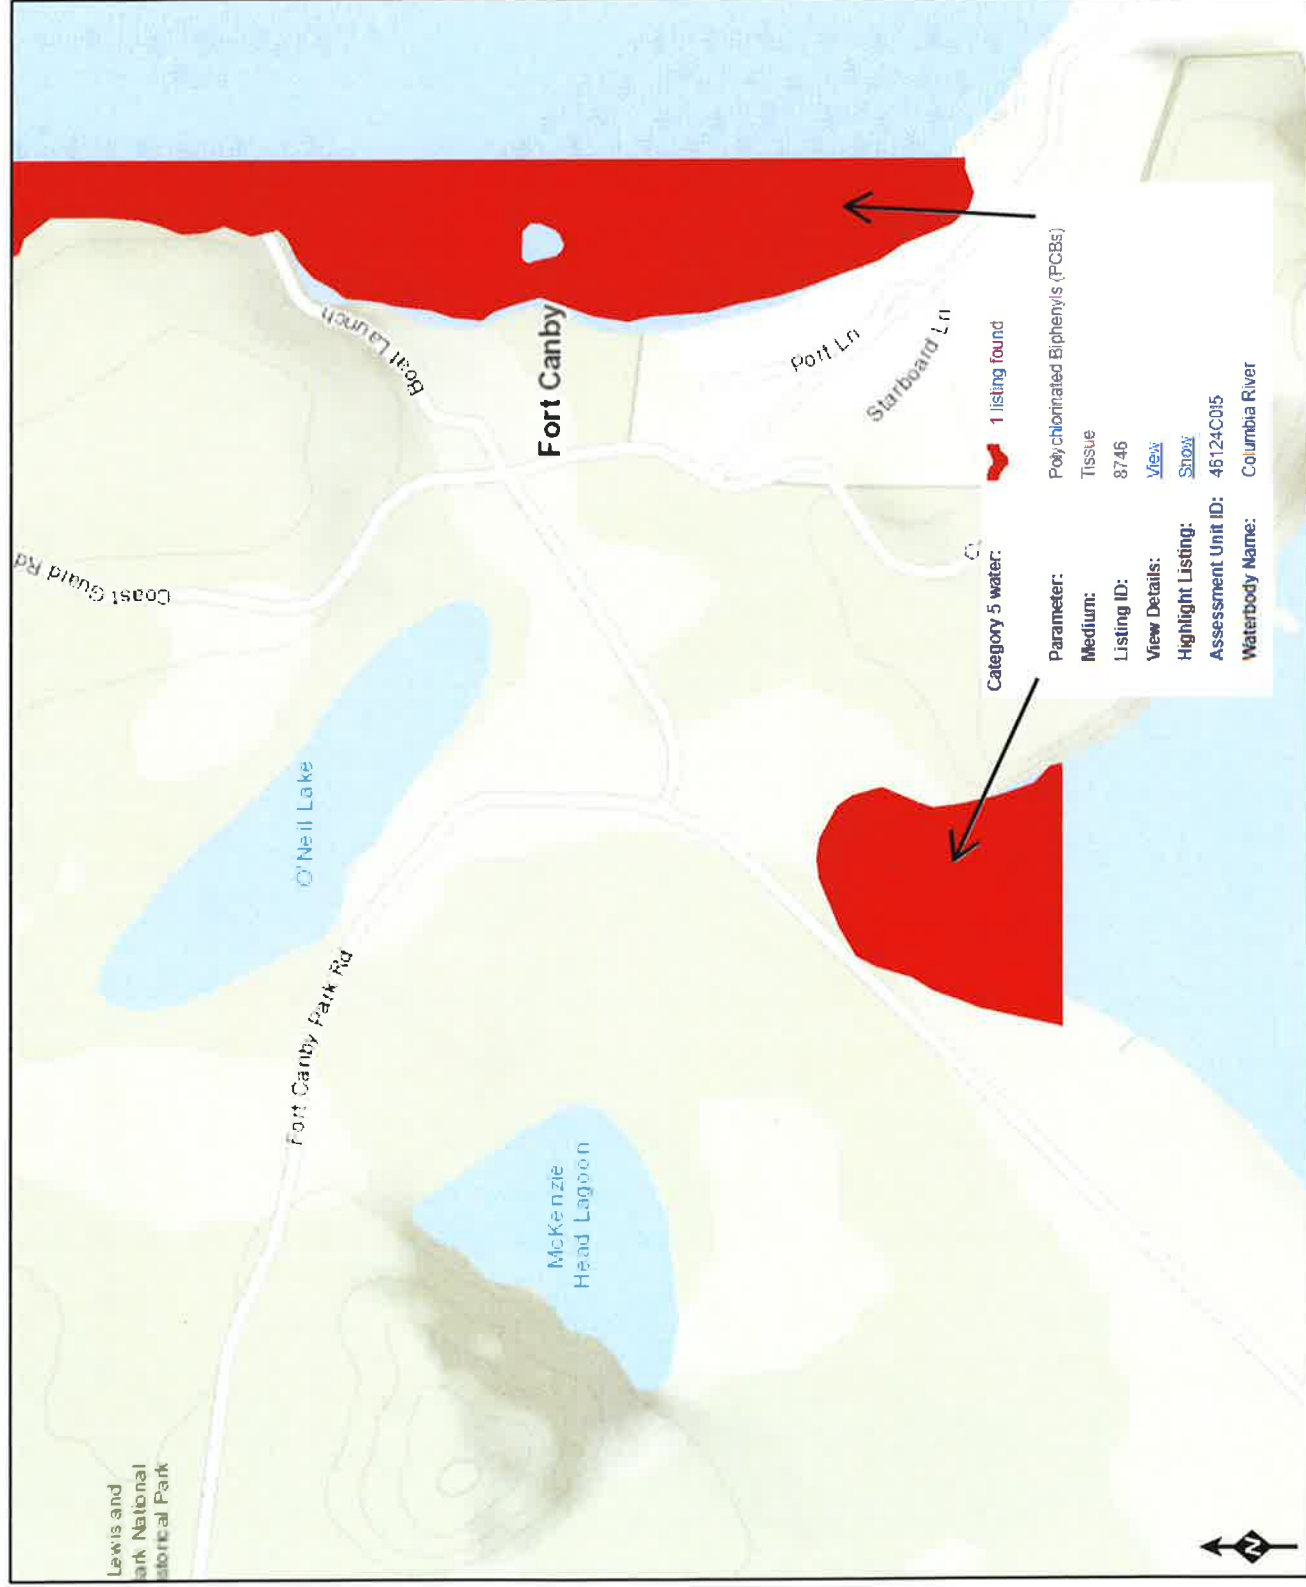 Lewis and
ark National
storical Park
Coast Guard Rd
Boat Launch
O'Neil Lake
Fort Canby Park Rd
Fort Canby
McKenzie
Head Lagoon
Port Ln
Starboard Ln
Category 5 water: 1 listing found
Parameter: Polychlorinated Biphenyls (PCBs)
Medium: Tissue
Listing ID: 8746
View Details: View
Highlight Listing: Show
Assessment Unit ID: 46124C0I5
Waterbody Name: Columbia River
N